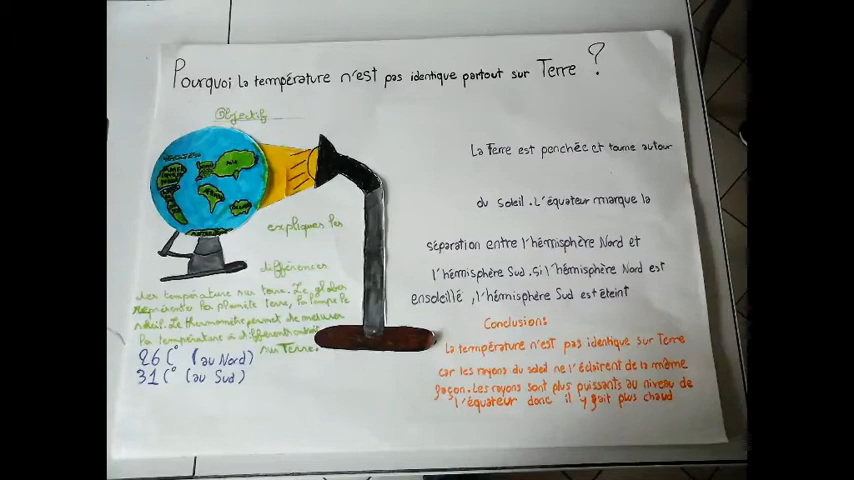 Pourquoi la température n'est pas identique partout sur Terre ?
Objectif
expliques les
différences
des température sur terre. Le globe
représente la planète terre, la lampe le
soleil. Le thermomètre permet de mesurer
la température à différents endroit
sur Terre.
26 C° (au Nord)
31 C° (au Sud)
La Terre est penchée et tourne autour
du soleil. L'équateur marque la
séparation entre l'hémisphère Nord et
l'hémisphère Sud. Si l'hémisphère Nord est
ensoleillé, l'hémisphère Sud est éteint
Conclusion:
La température n'est pas identique sur Terre
car les rayons du soleil ne l'éclairent de la même
façon. Les rayons sont plus puissants au niveau de
l'équateur donc il y fait plus chaud